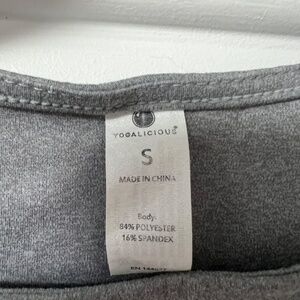 YOGALICIOUS
S
MADE IN CHINA
Body:
84% POLYESTER
16% SPANDEX